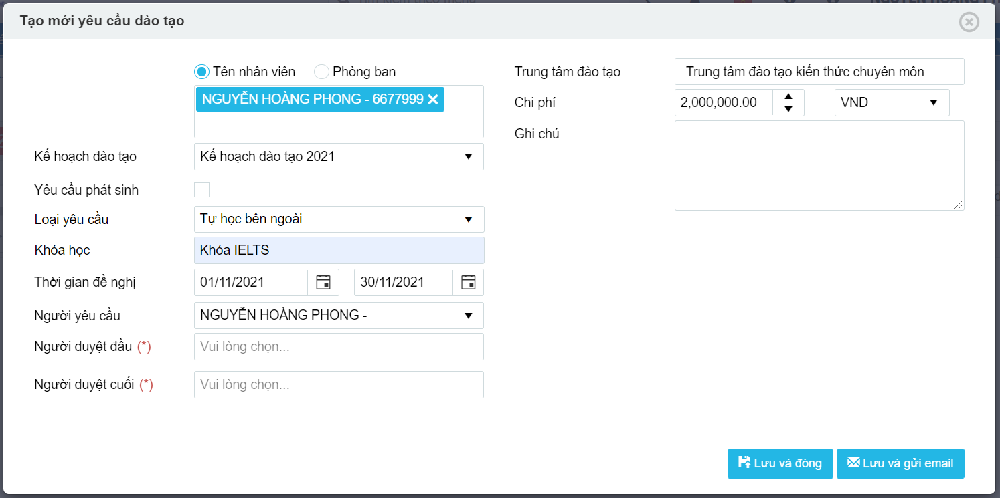 Tạo mới yêu cầu đào tạo
Tên nhân viên Phòng ban
NGUYỄN HOÀNG PHONG - 6677999
Kế hoạch đào tạo Kế hoạch đào tạo 2021
Yêu cầu phát sinh
Loại yêu cầu Tự học bên ngoài
Khóa học Khóa IELTS
Thời gian đề nghị 01/11/2021 30/11/2021
Người yêu cầu NGUYỄN HOÀNG PHONG -
Người duyệt đầu (*) Vui lòng chọn...
Người duyệt cuối (*) Vui lòng chọn...
Trung tâm đào tạo Trung tâm đào tạo kiến thức chuyên môn
Chi phí 2,000,000.00 VND
Ghi chú
Lưu và đóng Lưu và gửi email